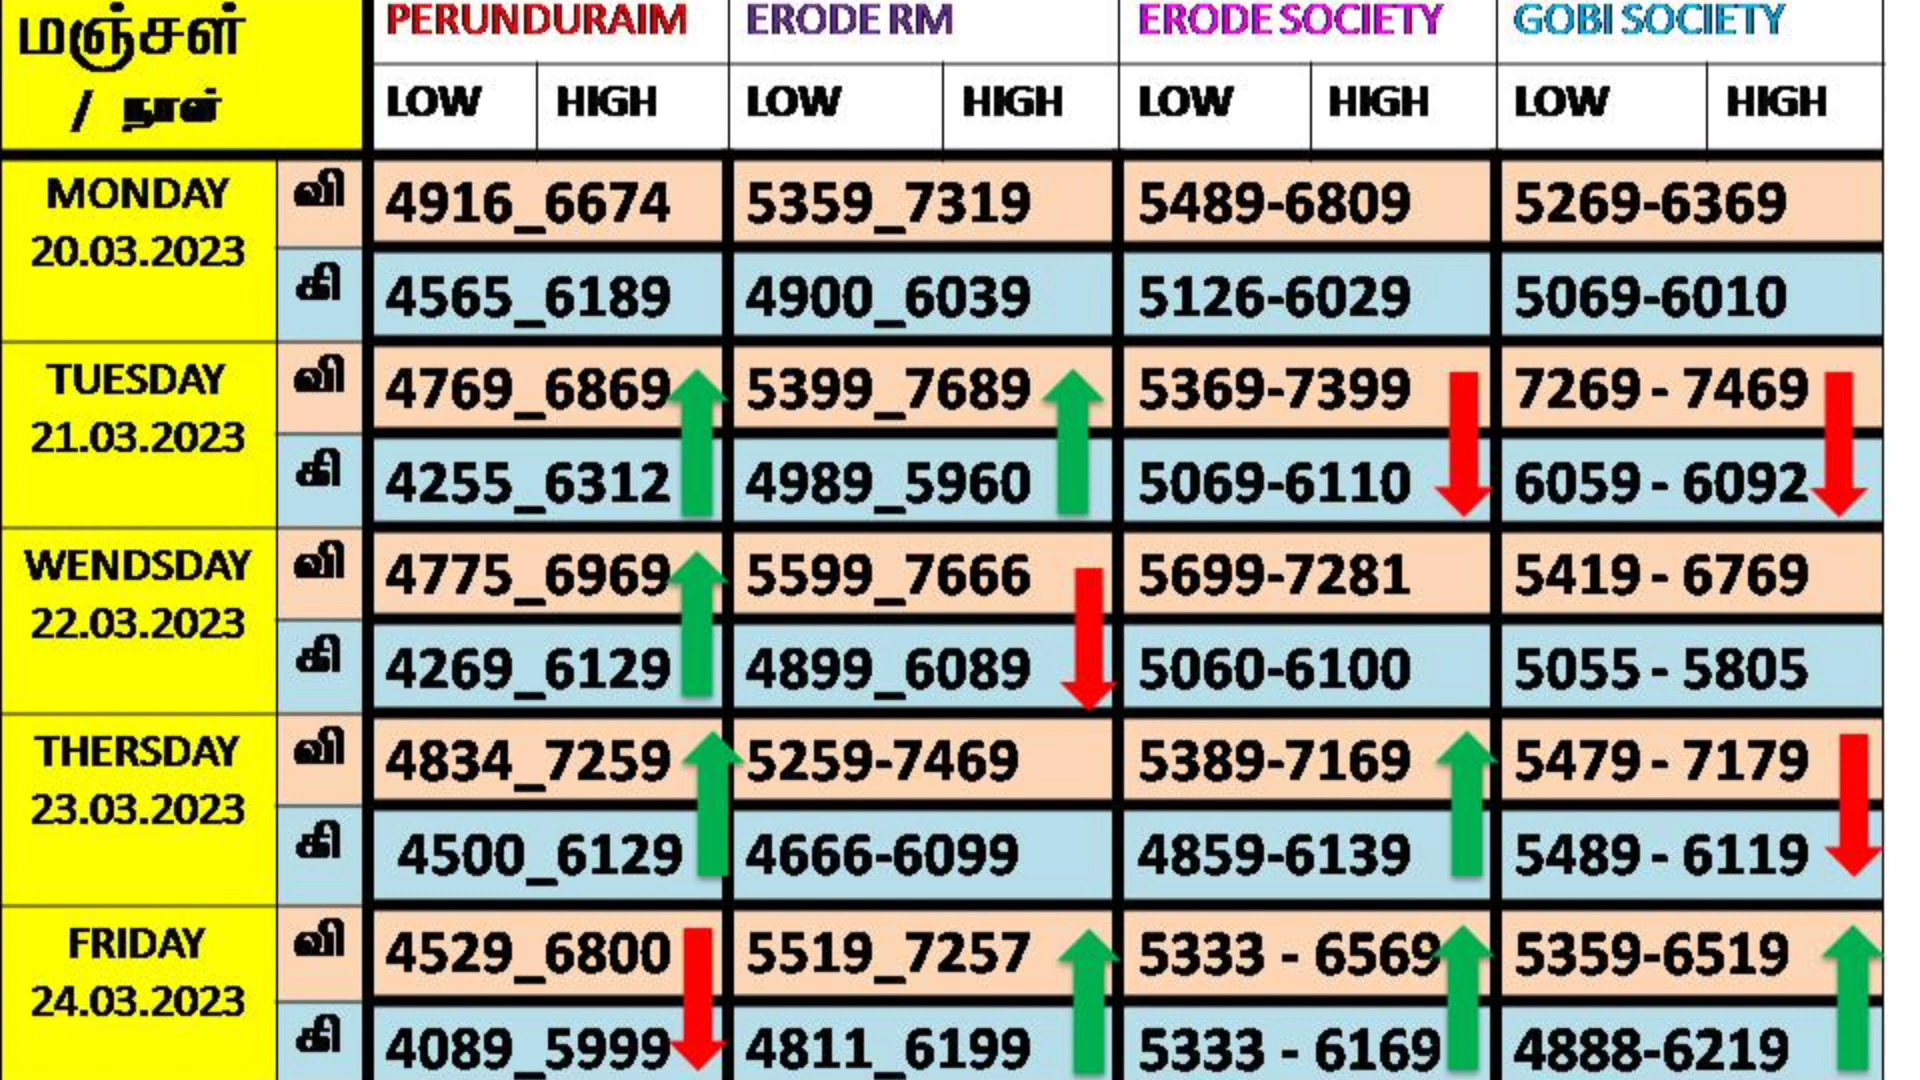 மஞ்சள் PERUNDURAIM ERODE RM ERODE SOCIETY GOBI SOCIETY
/ நாள் LOW HIGH LOW HIGH LOW HIGH LOW HIGH
MONDAY வி 4916_6674 5359_7319 5489-6809 5269-6369
20.03.2023 கி 4565_6189 4900_6039 5126-6029 5069-6010
TUESDAY வி 4769_6869 5399_7689 5369-7399 7269 - 7469
21.03.2023 கி 4255_6312 4989_5960 5069-6110 6059 - 6092
WENDSDAY வி 4775_6969 5599_7666 5699-7281 5419 - 6769
22.03.2023 கி 4269_6129 4899_6089 5060-6100 5055 - 5805
THERSDAY வி 4834_7259 5259-7469 5389-7169 5479 - 7179
23.03.2023 கி 4500_6129 4666-6099 4859-6139 5489 - 6119
FRIDAY வி 4529_6800 5519_7257 5333 - 6569 5359-6519
24.03.2023 கி 4089_5999 4811_6199 5333 - 6169 4888-6219